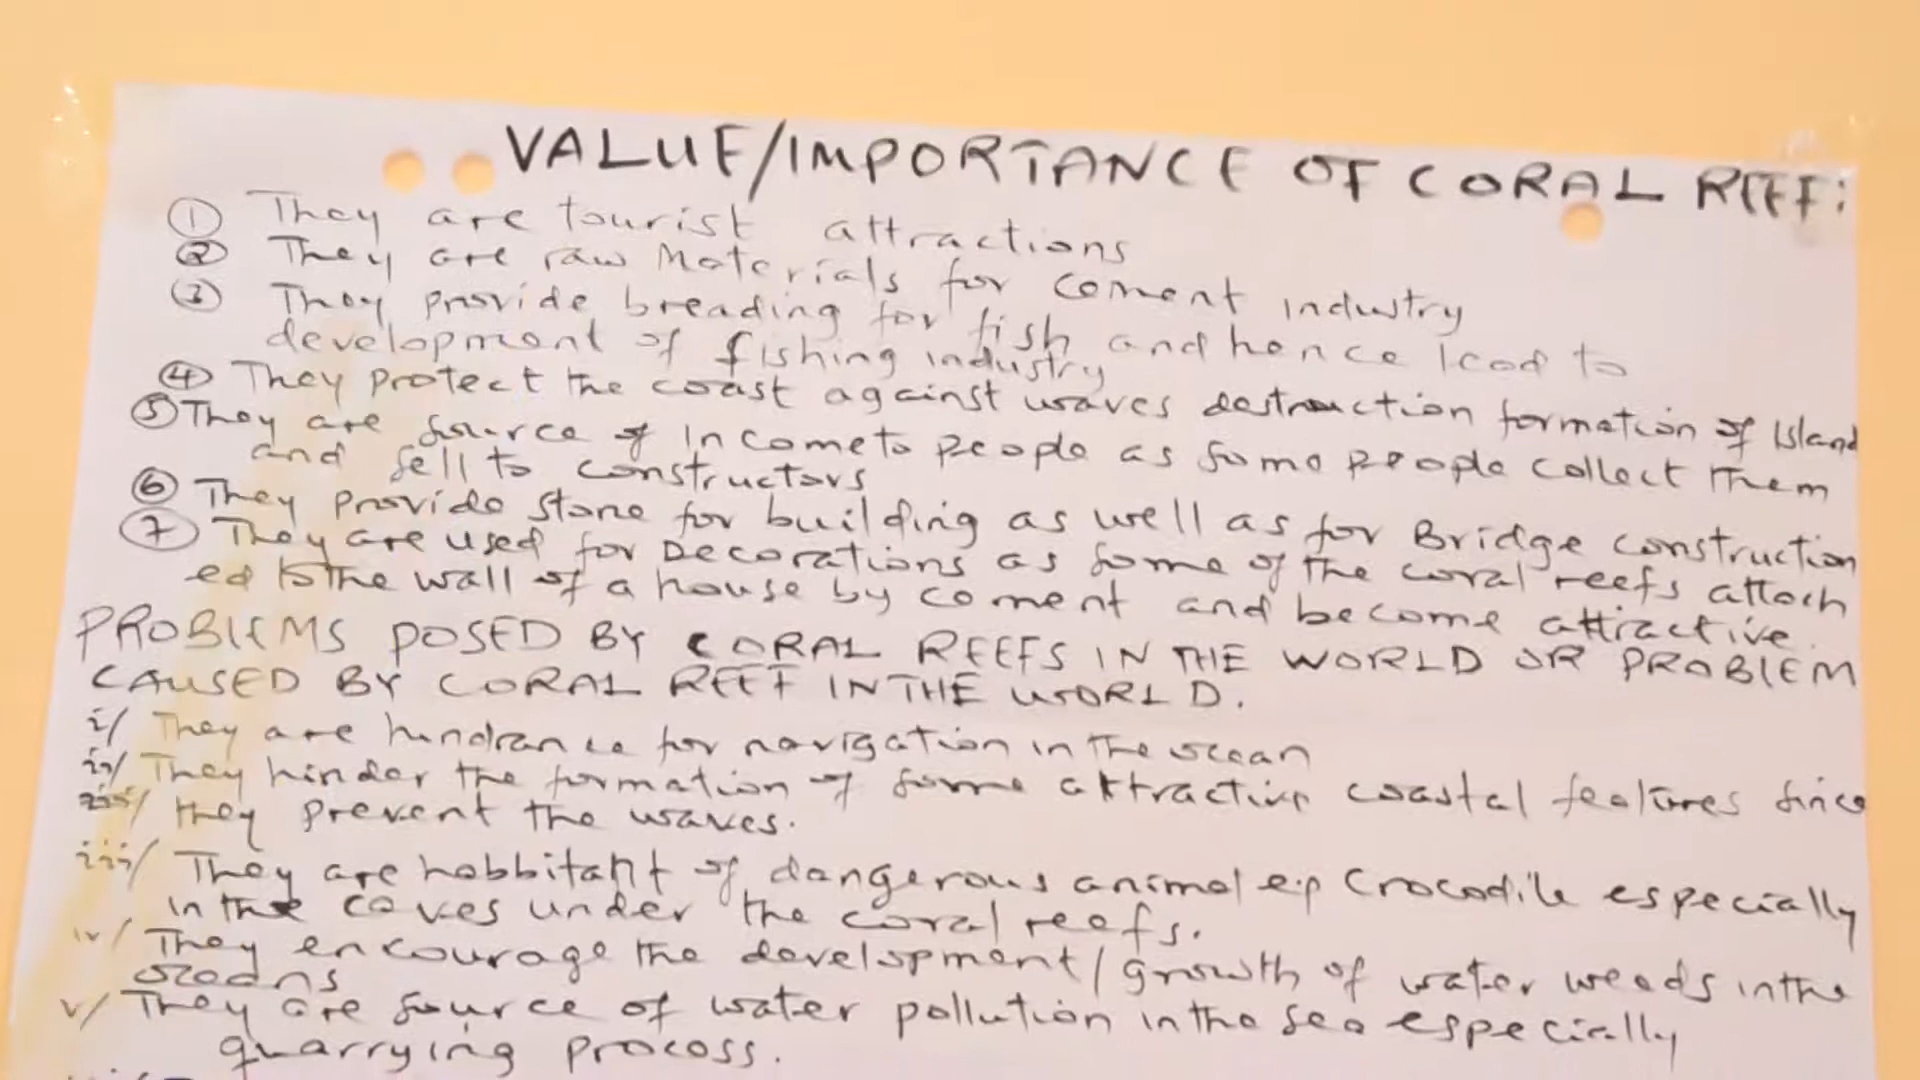 VALUE/IMPORTANCE OF CORAL REEF:
① They are tourist attractions
② They are raw Materials for cement industry
③ They provide breading for fish and hence lead to
development of fishing industry
④ They protect the coast against waves destruction formation of Island
⑤ They are source of income to people as some people collect them
and sell to constructors
⑥ They provide stone for building as well as for Bridge construction
⑦ They are used for Decorations as some of the coral reefs attach
ed to the wall of a house by cement and become attractive.
PROBLEMS POSED BY CORAL REEFS IN THE WORLD OR PROBLEM
CAUSED BY CORAL REEF IN THE WORLD.
i/ They are hindrance for navigation in the ocean
ii/ They hinder the formation of some attractive coastal features since
they prevent the waves.
iii/ They are habbitant of dangerous animal e.g Crocodile especially
in the caves under the coral reefs.
iv/ They encourage the development/growth of water weeds in the
oceans
v/ They are source of water pollution in the sea especially
quarrying process.